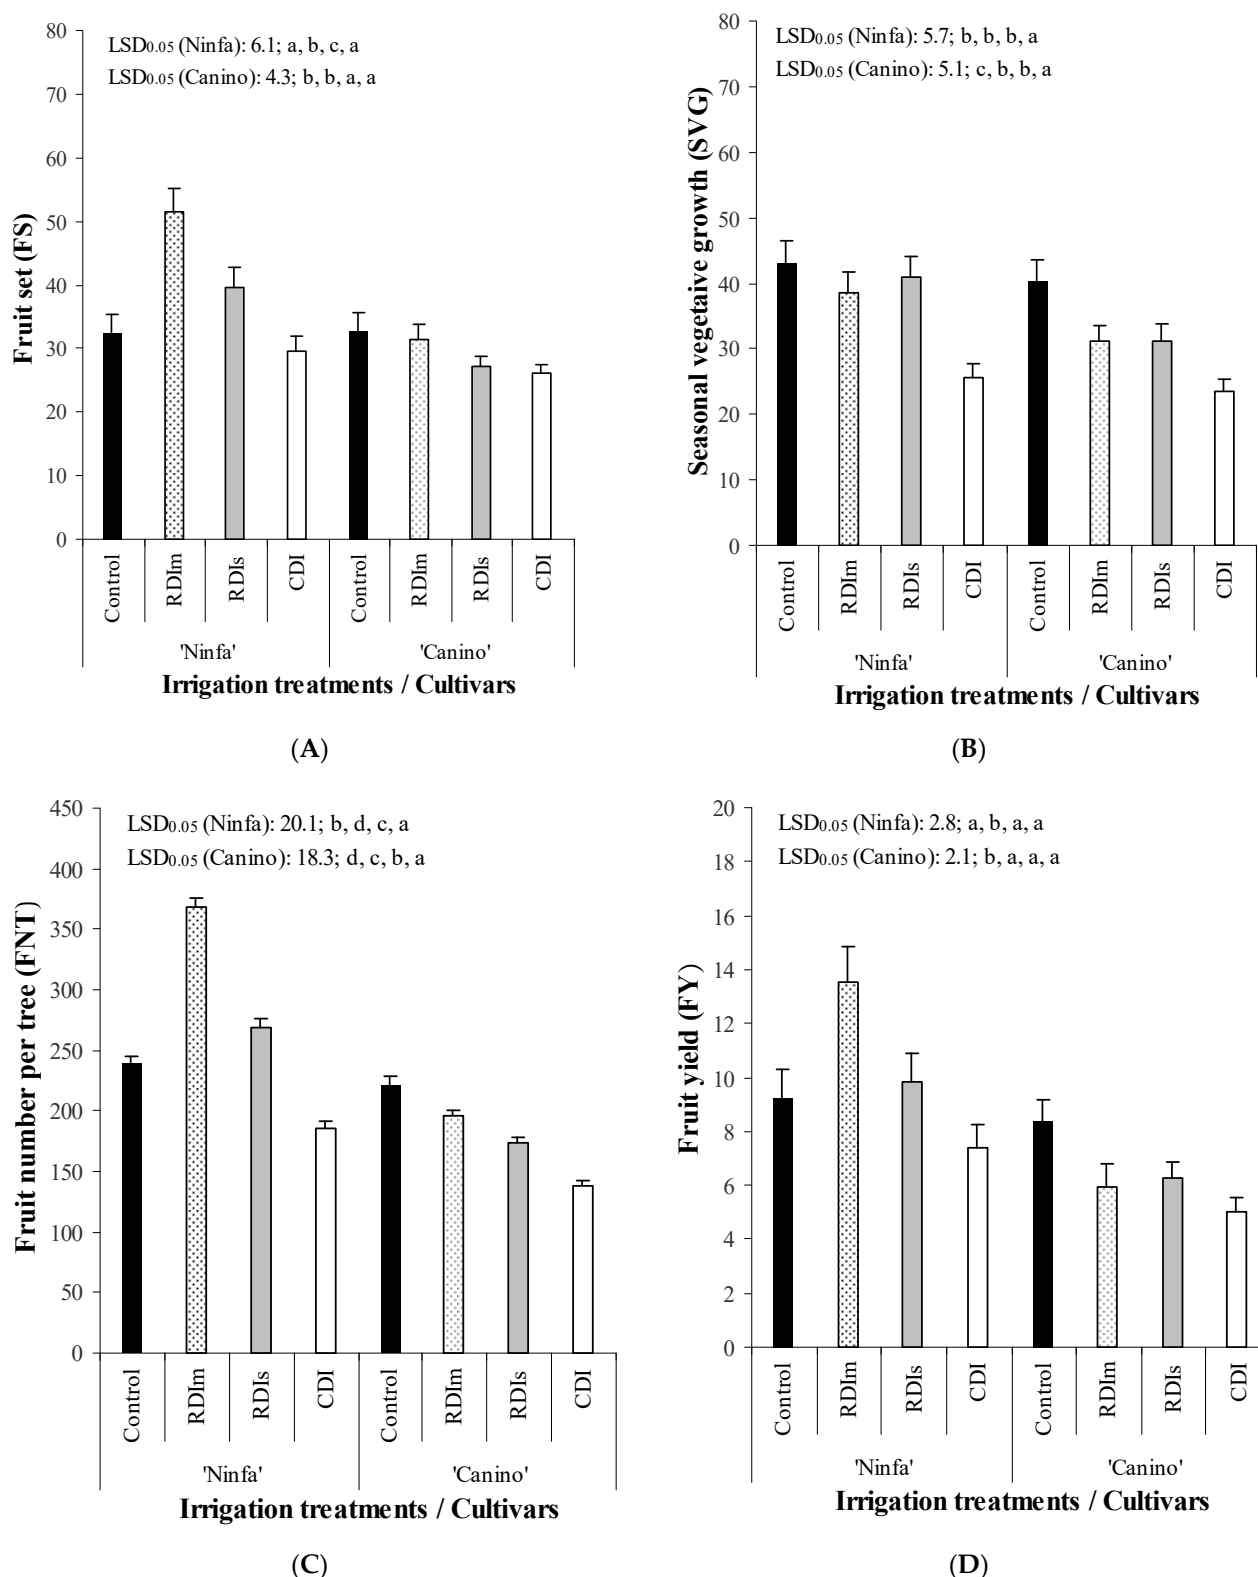 80
70
60
50
40
30
20
10
0
Fruit set (FS)
LSD0.05 (Ninfa): 6.1; a, b, c, a
LSD0.05 (Canino): 4.3; b, b, a, a
Control
RDIm
RDIs
CDI
Control
RDIm
RDIs
CDI
'Ninfa'
'Canino'
Irrigation treatments / Cultivars
(A)
80
70
60
50
40
30
20
10
0
Seasonal vegetaive growth (SVG)
LSD0.05 (Ninfa): 5.7; b, b, b, a
LSD0.05 (Canino): 5.1; c, b, b, a
Control
RDIm
RDIs
CDI
Control
RDIm
RDIs
CDI
'Ninfa'
'Canino'
Irrigation treatments / Cultivars
(B)
450
400
350
300
250
200
150
100
50
0
Fruit number per tree (FNT)
LSD0.05 (Ninfa): 20.1; b, d, c, a
LSD0.05 (Canino): 18.3; d, c, b, a
Control
RDIm
RDIs
CDI
Control
RDIm
RDIs
CDI
'Ninfa'
'Canino'
Irrigation treatments / Cultivars
(C)
20
18
16
14
12
10
8
6
4
2
0
Fruit yield (FY)
LSD0.05 (Ninfa): 2.8; a, b, a, a
LSD0.05 (Canino): 2.1; b, a, a, a
Control
RDIm
RDIs
CDI
Control
RDIm
RDIs
CDI
'Ninfa'
'Canino'
Irrigation treatments / Cultivars
(D)